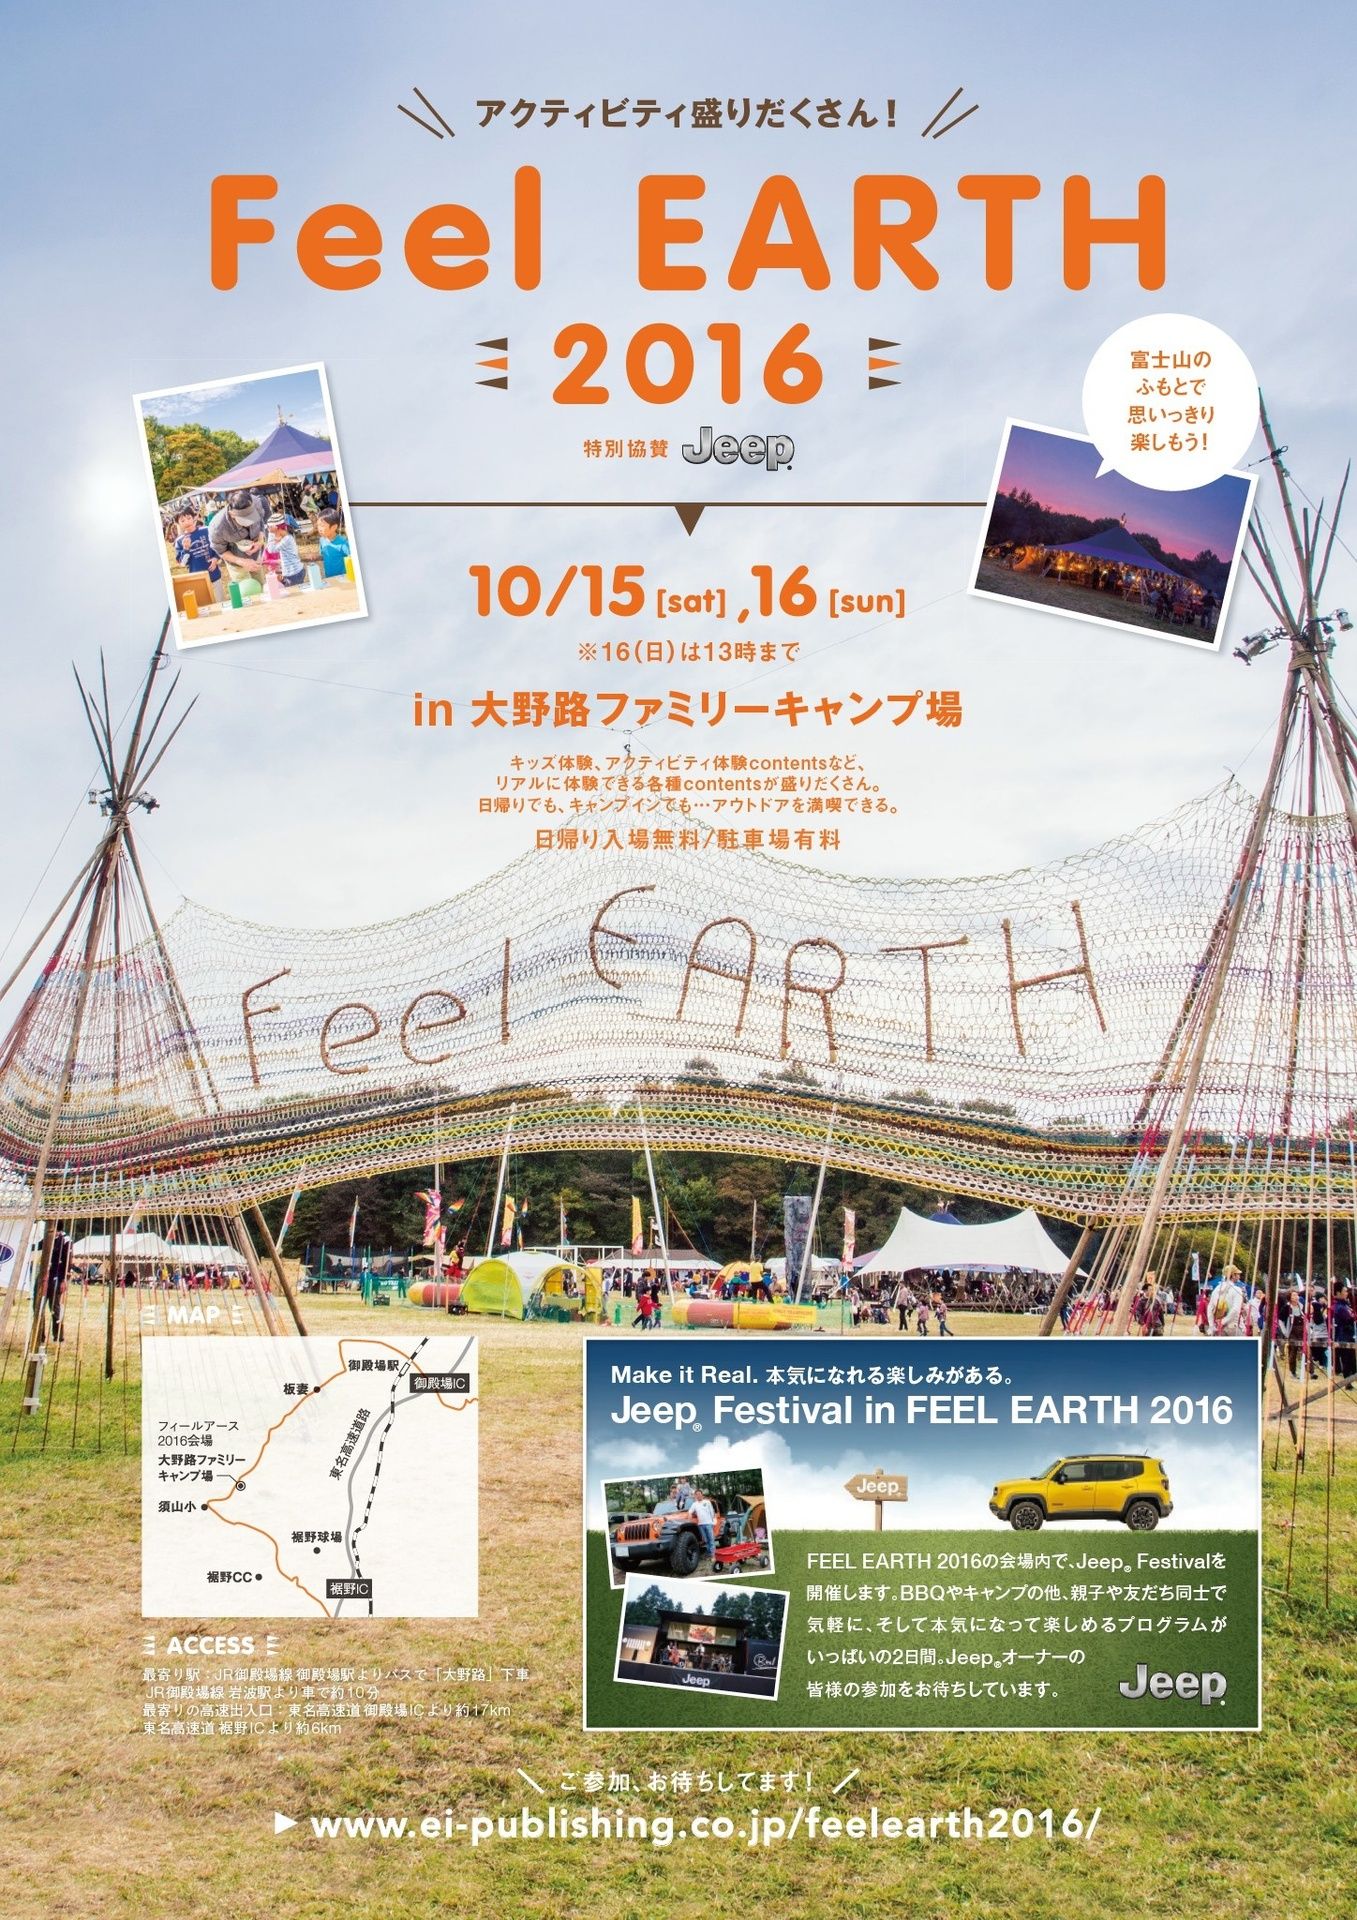 アクティビティ盛りだくさん！
Feel EARTH
2016
特別協賛 Jeep®
富士山の
ふもとで
思いっきり
楽しもう！
10/15 [sat] ,16 [sun]
※16（日）は13時まで
in 大野路ファミリーキャンプ場
キッズ体験、アクティビティ体験contentsなど、
リアルに体験できる各種contentsが盛りだくさん。
日帰りでも、キャンプインでも…アウトドアを満喫できる。
日帰り入場無料/駐車場有料
Feel EARTH
MAP
御殿場駅
御殿場IC
板妻
東名高速道路
フィールアース
2016会場
大野路ファミリー
キャンプ場
須山小
裾野球場
裾野CC
裾野IC
ACCESS
最寄り駅：JR御殿場線 御殿場駅よりバスで「大野路」下車
JR御殿場線 岩波駅より車で約10分
最寄りの高速出入口：東名高速道 御殿場ICより約17km
東名高速道 裾野ICより約6km
Make it Real. 本気になれる楽しみがある。
Jeep® Festival in FEEL EARTH 2016
Jeep®
Jeep
FEEL EARTH 2016の会場内で、Jeep® Festivalを
開催します。BBQやキャンプの他、親子や友だち同士で
気軽に、そして本気になって楽しめるプログラムが
いっぱいの2日間。Jeep®オーナーの
皆様の参加をお待ちしています。
Jeep®
ご参加、お待ちしてます！
www.ei-publishing.co.jp/feelearth2016/